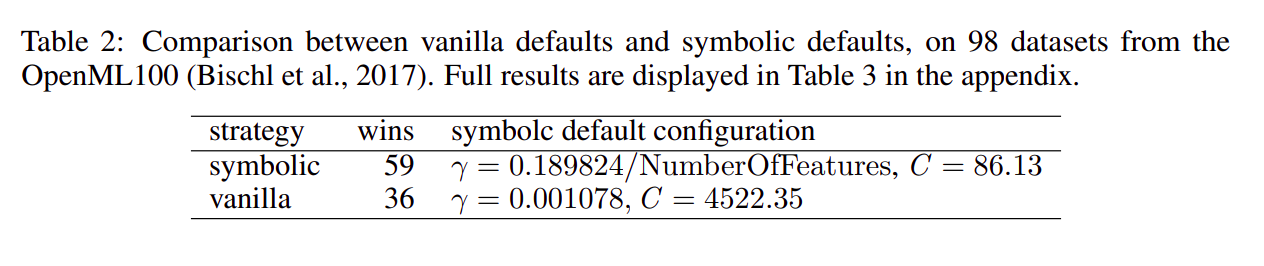 Table 2: Comparison between vanilla defaults and symbolic defaults, on 98 datasets from the
OpenML100 (Bischl et al., 2017). Full results are displayed in Table 3 in the appendix.
strategy wins symbolc default configuration
symbolic 59 γ = 0.189824/NumberOfFeatures, C = 86.13
vanilla 36 γ = 0.001078, C = 4522.35